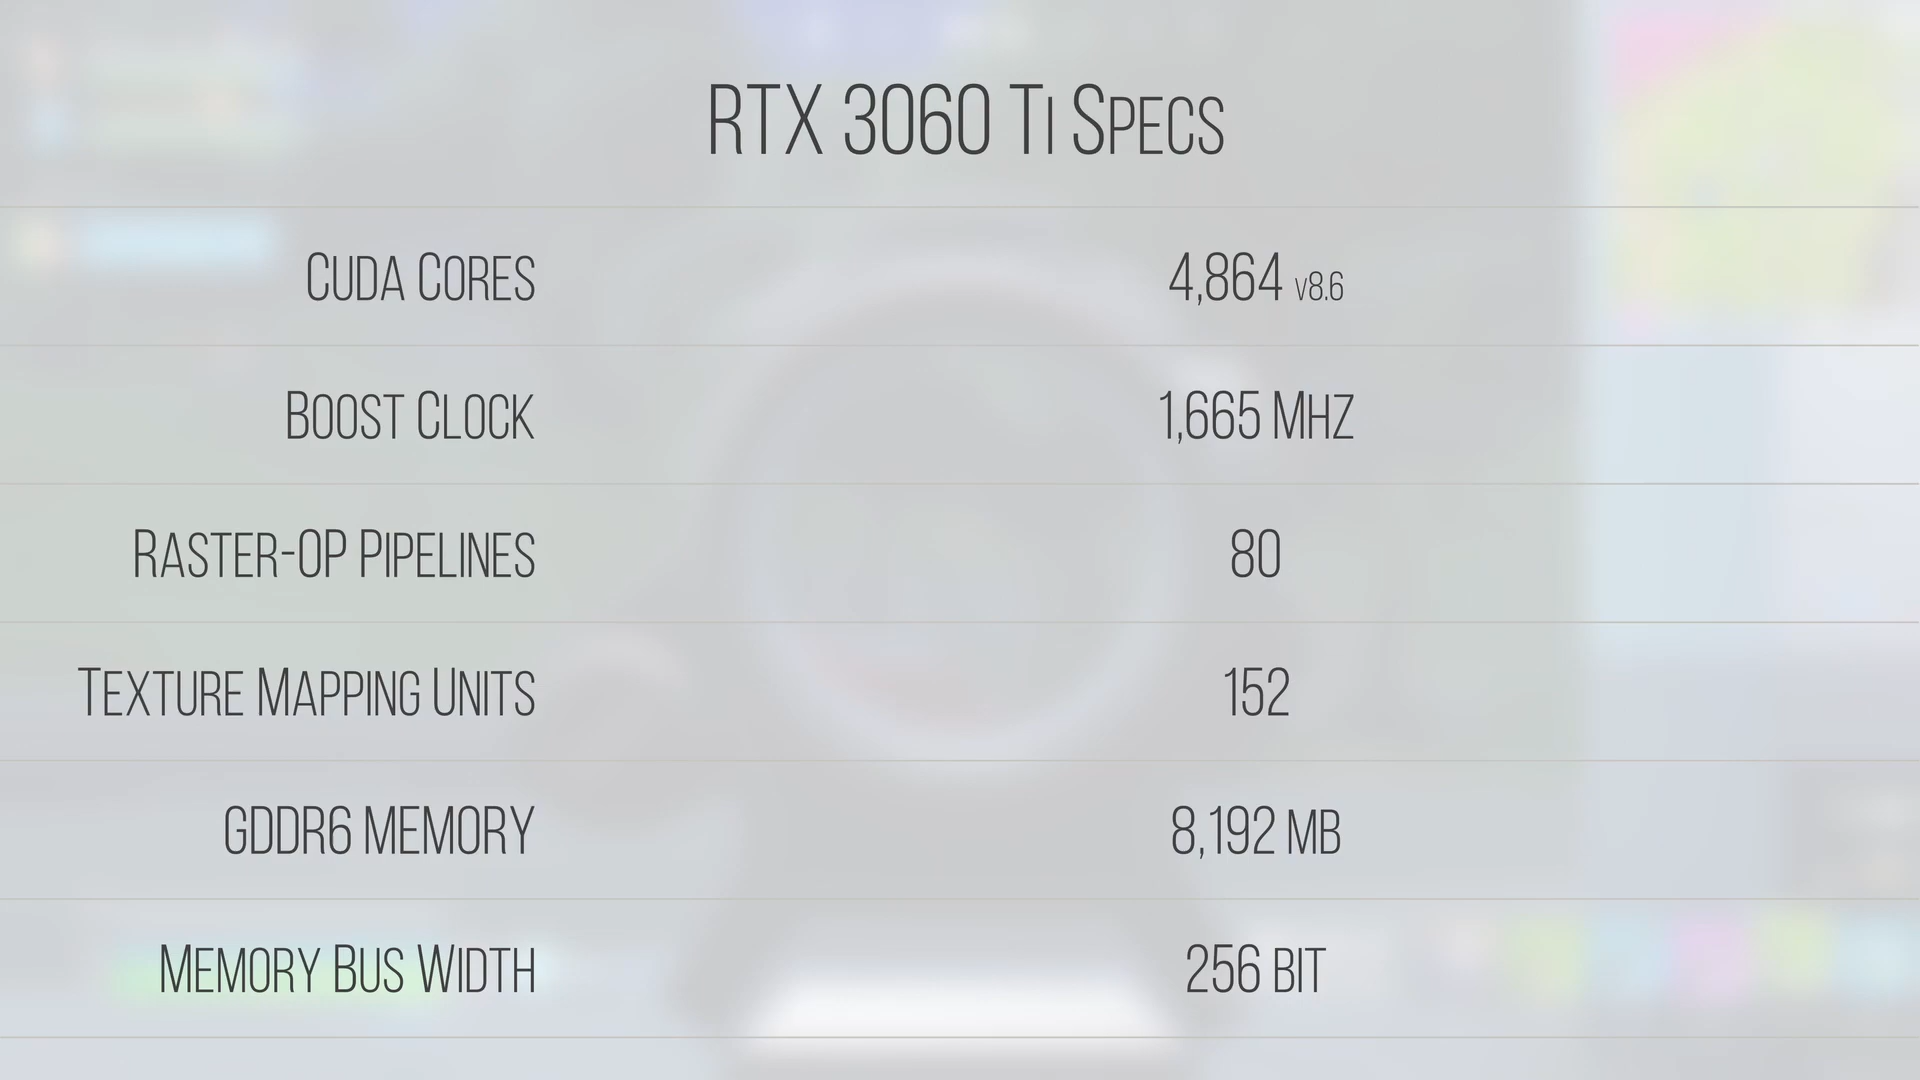 RTX 3060 Ti Specs
Cuda Cores 4,864 v8.6
Boost Clock 1,665 Mhz
Raster-OP Pipelines 80
Texture Mapping Units 152
GDDR6 MEMORY 8,192 MB
Memory Bus Width 256 BIT